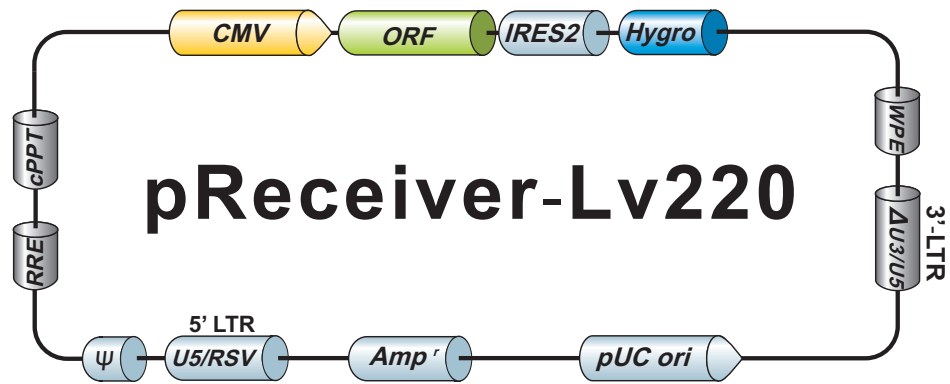 CMV ORF IRES2 Hygro
cPPT
WPE
pReceiver-Lv220
RRE
ΔU3/U5
3’-LTR
5’ LTR
Ψ U5/RSV Amp r pUC ori